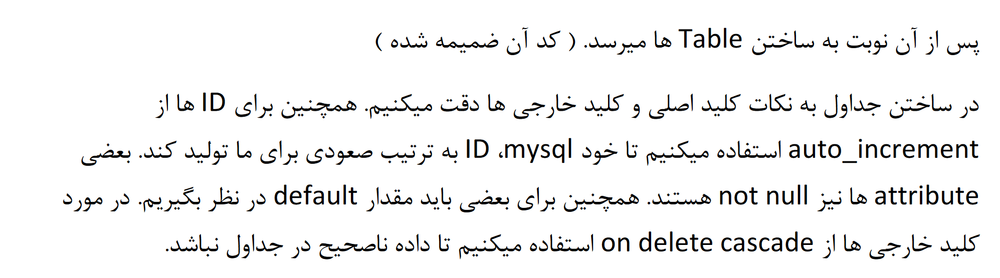 پس از آن نوبت به ساختن Table ها میرسد. ( کد آن ضمیمه شده )
در ساختن جداول به نکات کلید اصلی و کلید خارجی ها دقت میکنیم. همچنین برای ID ها از
auto_increment استفاده میکنیم تا خود mysql، ID به ترتیب صعودی برای ما تولید کند. بعضی
attribute ها نیز not null هستند. همچنین برای بعضی باید مقدار default در نظر بگیریم. در مورد
کلید خارجی ها از on delete cascade استفاده میکنیم تا داده ناصحیح در جداول نباشد.